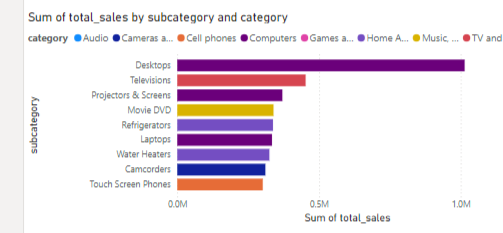 Sum of total_sales by subcategory and category
category Audio Cameras a... Cell phones Computers Games a... Home A... Music, ... TV and
Desktops
Televisions
Projectors & Screens
Movie DVD
Refrigerators
Laptops
Water Heaters
Camcorders
Touch Screen Phones
subcategory
0.0M 0.5M 1.0M
Sum of total_sales